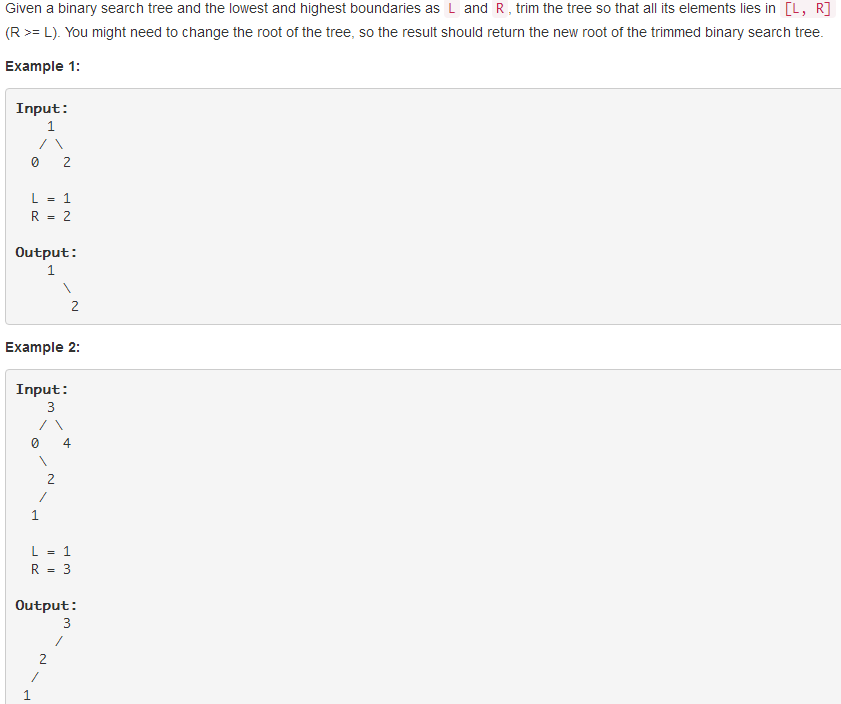 Given a binary search tree and the lowest and highest boundaries as L and R, trim the tree so that all its elements lies in [L, R]
(R >= L). You might need to change the root of the tree, so the result should return the new root of the trimmed binary search tree.
Example 1:
Input:
    1
   / \
  0   2

  L = 1
  R = 2

Output:
    1
      \
       2
Example 2:
Input:
    3
   / \
  0   4
   \
    2
   /
  1

  L = 1
  R = 3

Output:
      3
     /
   2
  /
 1